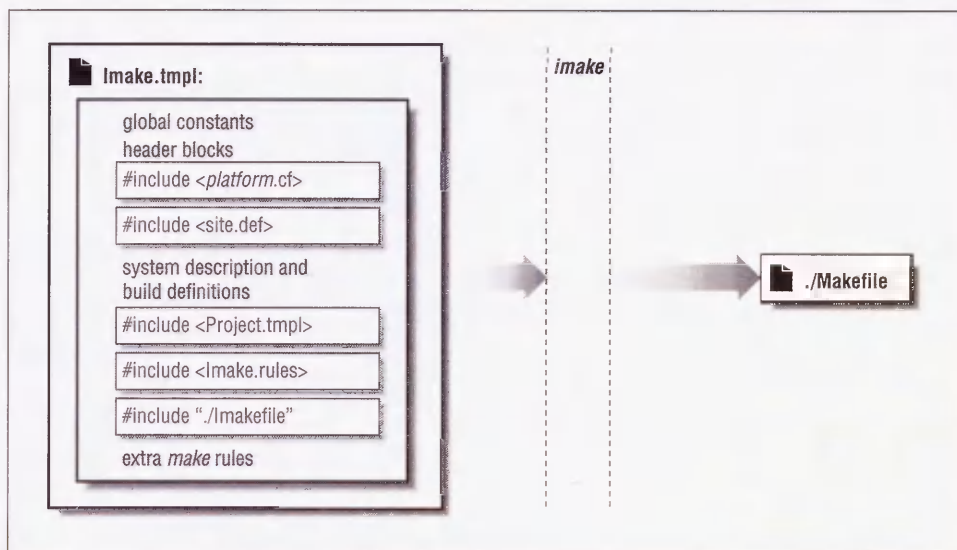 Imake.tmpl:
global constants
header blocks
#include <platform.cf>
#include <site.def>
system description and
build definitions
#include <Project.tmpl>
#include <Imake.rules>
#include “./Imakefile”
extra make rules
imake
./Makefile